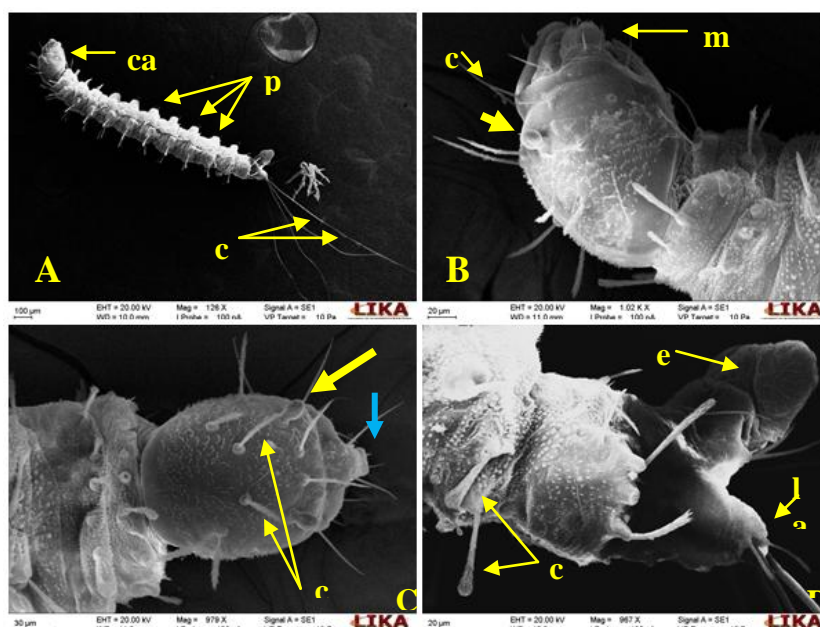 ca
p
c
A
100 µm
EHT = 20.00 kV
WD = 10.0 mm
Mag = 126 X
I Probe = 100 pA
Signal A = SE1
VP Target = 10 Pa
LIKA
m
c
B
20 µm
EHT = 20.00 kV
WD = 11.0 mm
Mag = 1.02 K X
I Probe = 100 pA
Signal A = SE1
VP Target = 10 Pa
LIKA
c
C
30 µm
EHT = 20.00 kV
Mag = 979 X
Signal A = SE1
LIKA
e
l
a
c
20 µm
EHT = 20.00 kV
Mag = 967 X
Signal A = SE1
LIKA